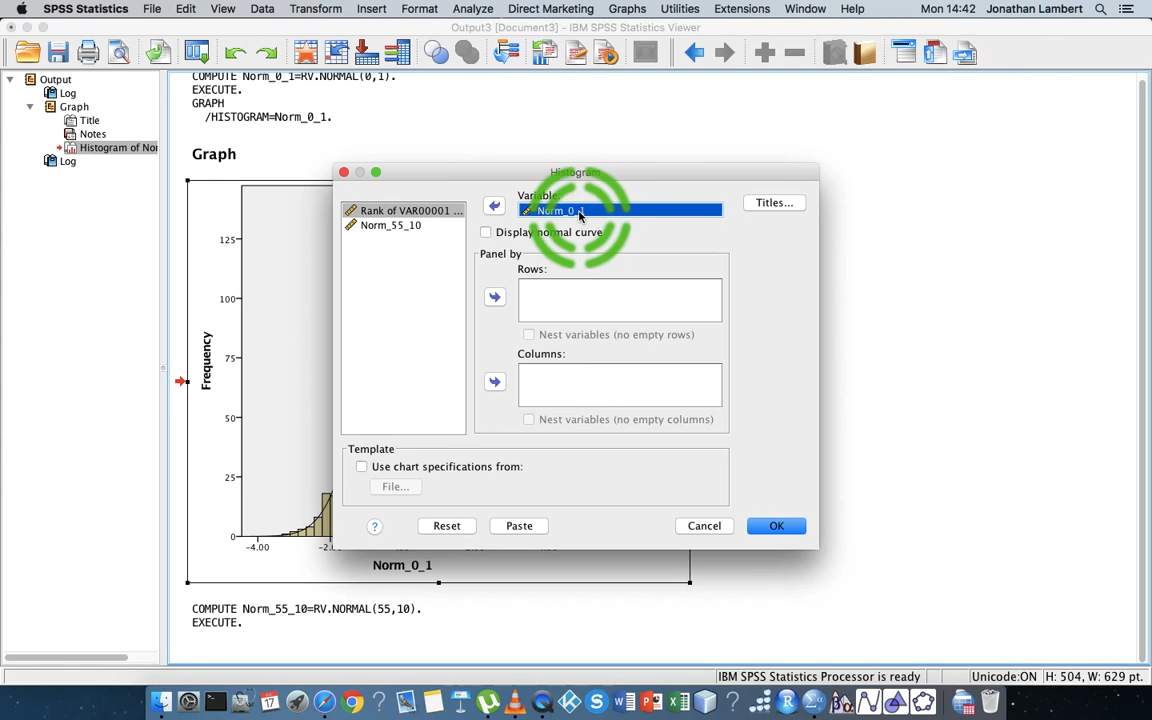 SPSS Statistics File Edit View Data Transform Insert Format Analyze Direct Marketing Graphs Utilities Extensions Window Help Mon 14:42 Jonathan Lambert
Output3 [Document3] - IBM SPSS Statistics Viewer
Output
Log
Graph
Title
Notes
Histogram of Nor
Log
COMPUTE Norm_0_1=RV.NORMAL(0,1).
EXECUTE.
GRAPH
/HISTOGRAM=Norm_0_1.
Graph
Histogram
Variable:
Rank of VAR00001 ...
Norm_0_1
Titles...
Norm_55_10
Display normal curve
Panel by
Rows:
Nest variables (no empty rows)
Columns:
Nest variables (no empty columns)
Template
Use chart specifications from:
File...
?
Reset
Paste
Cancel
OK
Frequency
125
100
75
50
25
0
-4.00
Norm_0_1
COMPUTE Norm_55_10=RV.NORMAL(55,10).
EXECUTE.
IBM SPSS Statistics Processor is ready
Unicode:ON
H: 504, W: 629 pt.